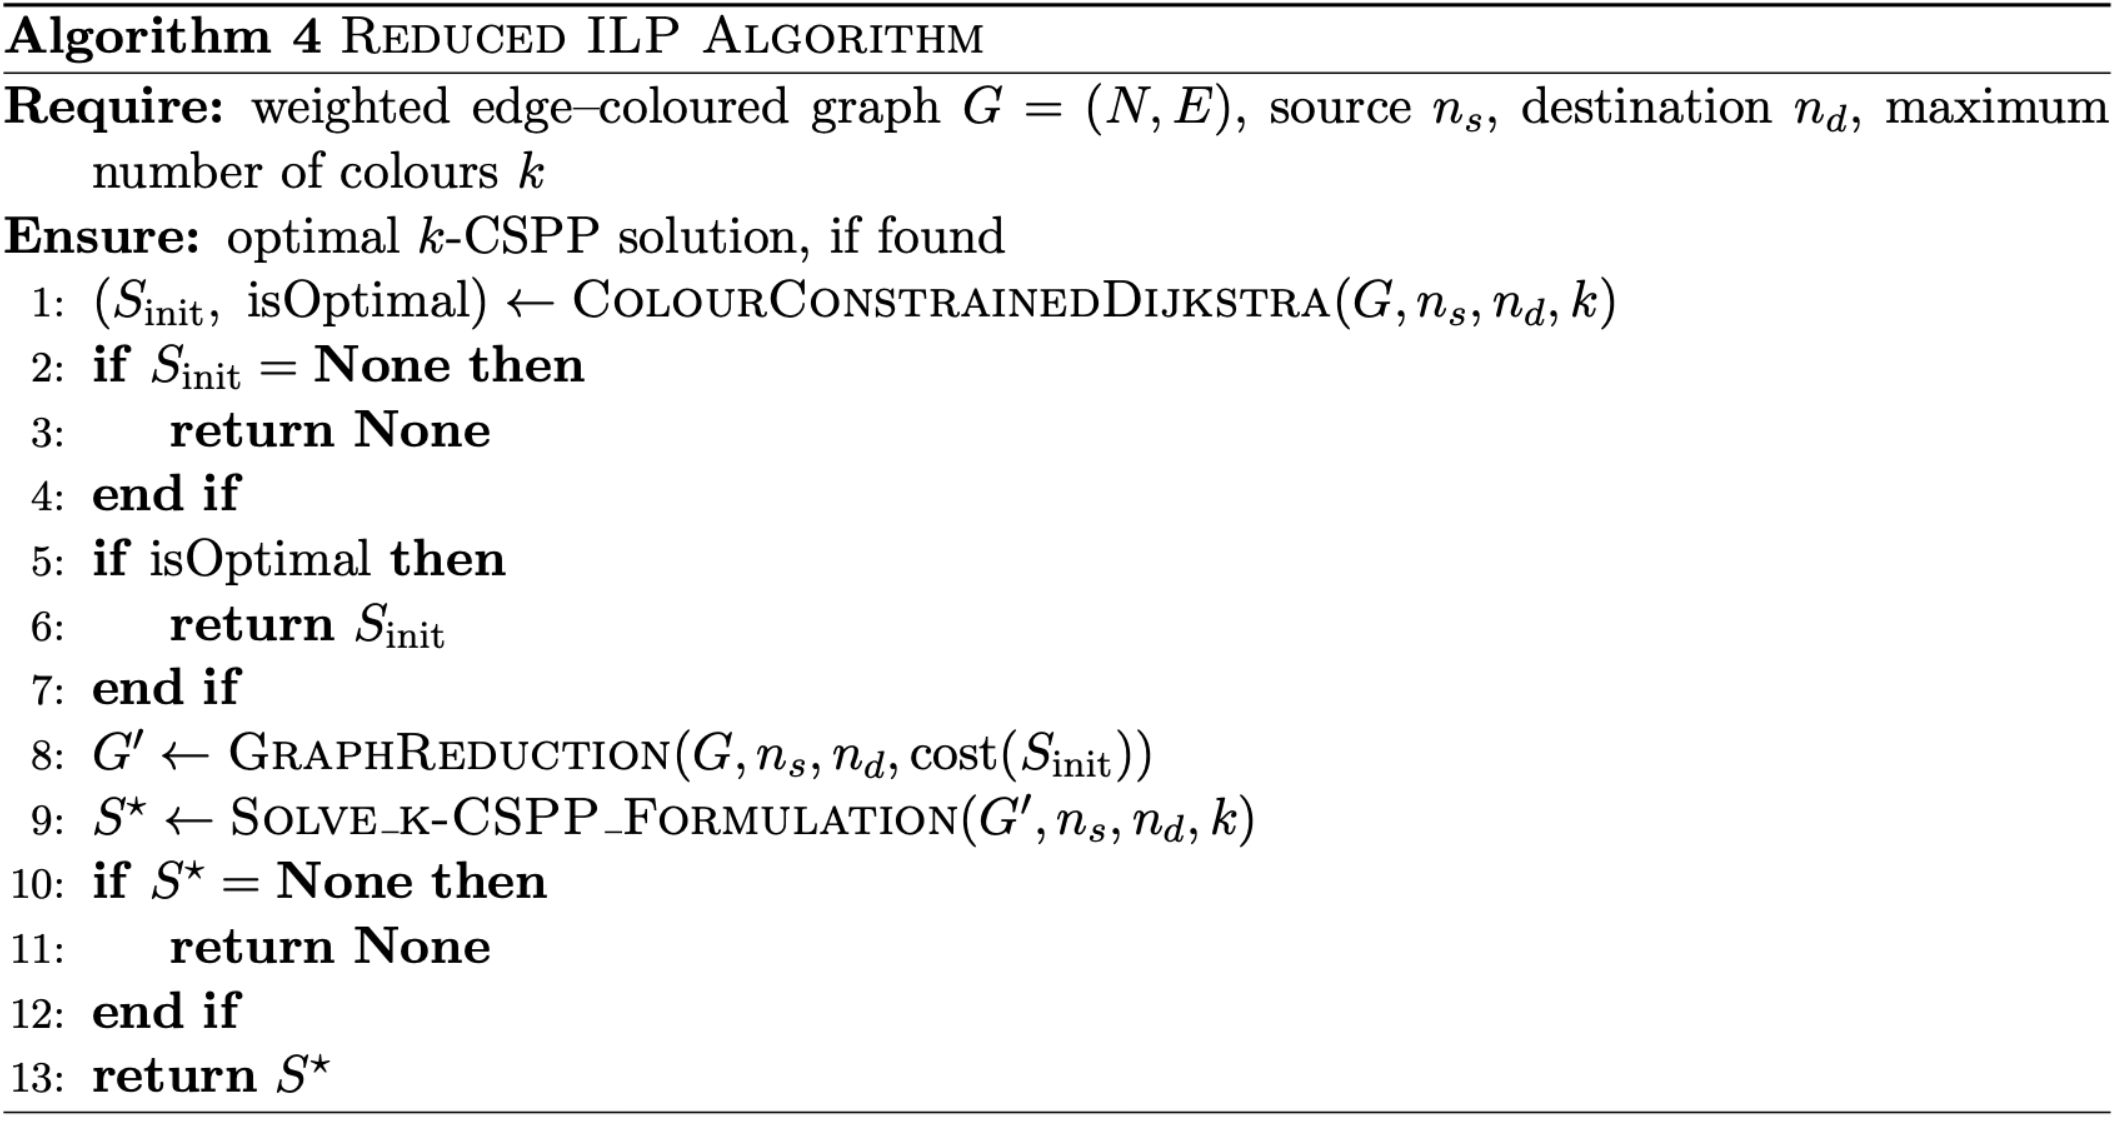 Algorithm 4 REDUCED ILP ALGORITHM
Require: weighted edge–coloured graph G = (N, E), source n_s, destination n_d, maximum
number of colours k
Ensure: optimal k-CSPP solution, if found
1: (S_init, isOptimal) ← COLOURCONSTRAINEDDIJKSTRA(G, n_s, n_d, k)
2: if S_init = None then
3: return None
4: end if
5: if isOptimal then
6: return S_init
7: end if
8: G′ ← GRAPHREDUCTION(G, n_s, n_d, cost(S_init))
9: S⋆ ← SOLVE_K-CSPP_FORMULATION(G′, n_s, n_d, k)
10: if S⋆ = None then
11: return None
12: end if
13: return S⋆